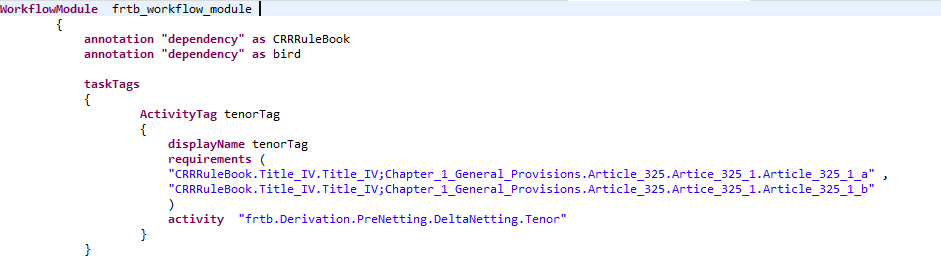 WorkflowModule frtb_workflow_module
{
annotation "dependency" as CRRRuleBook
annotation "dependency" as bird
taskTags
{
ActivityTag tenorTag
{
displayName tenorTag
requirements (
"CRRRuleBook.Title_IV.Title_IV;Chapter_1_General_Provisions.Article_325.Artice_325_1.Article_325_1_a" ,
"CRRRuleBook.Title_IV.Title_IV;Chapter_1_General_Provisions.Article_325.Artice_325_1.Article_325_1_b"
)
activity "frtb.Derivation.PreNetting.DeltaNetting.Tenor"
}
}